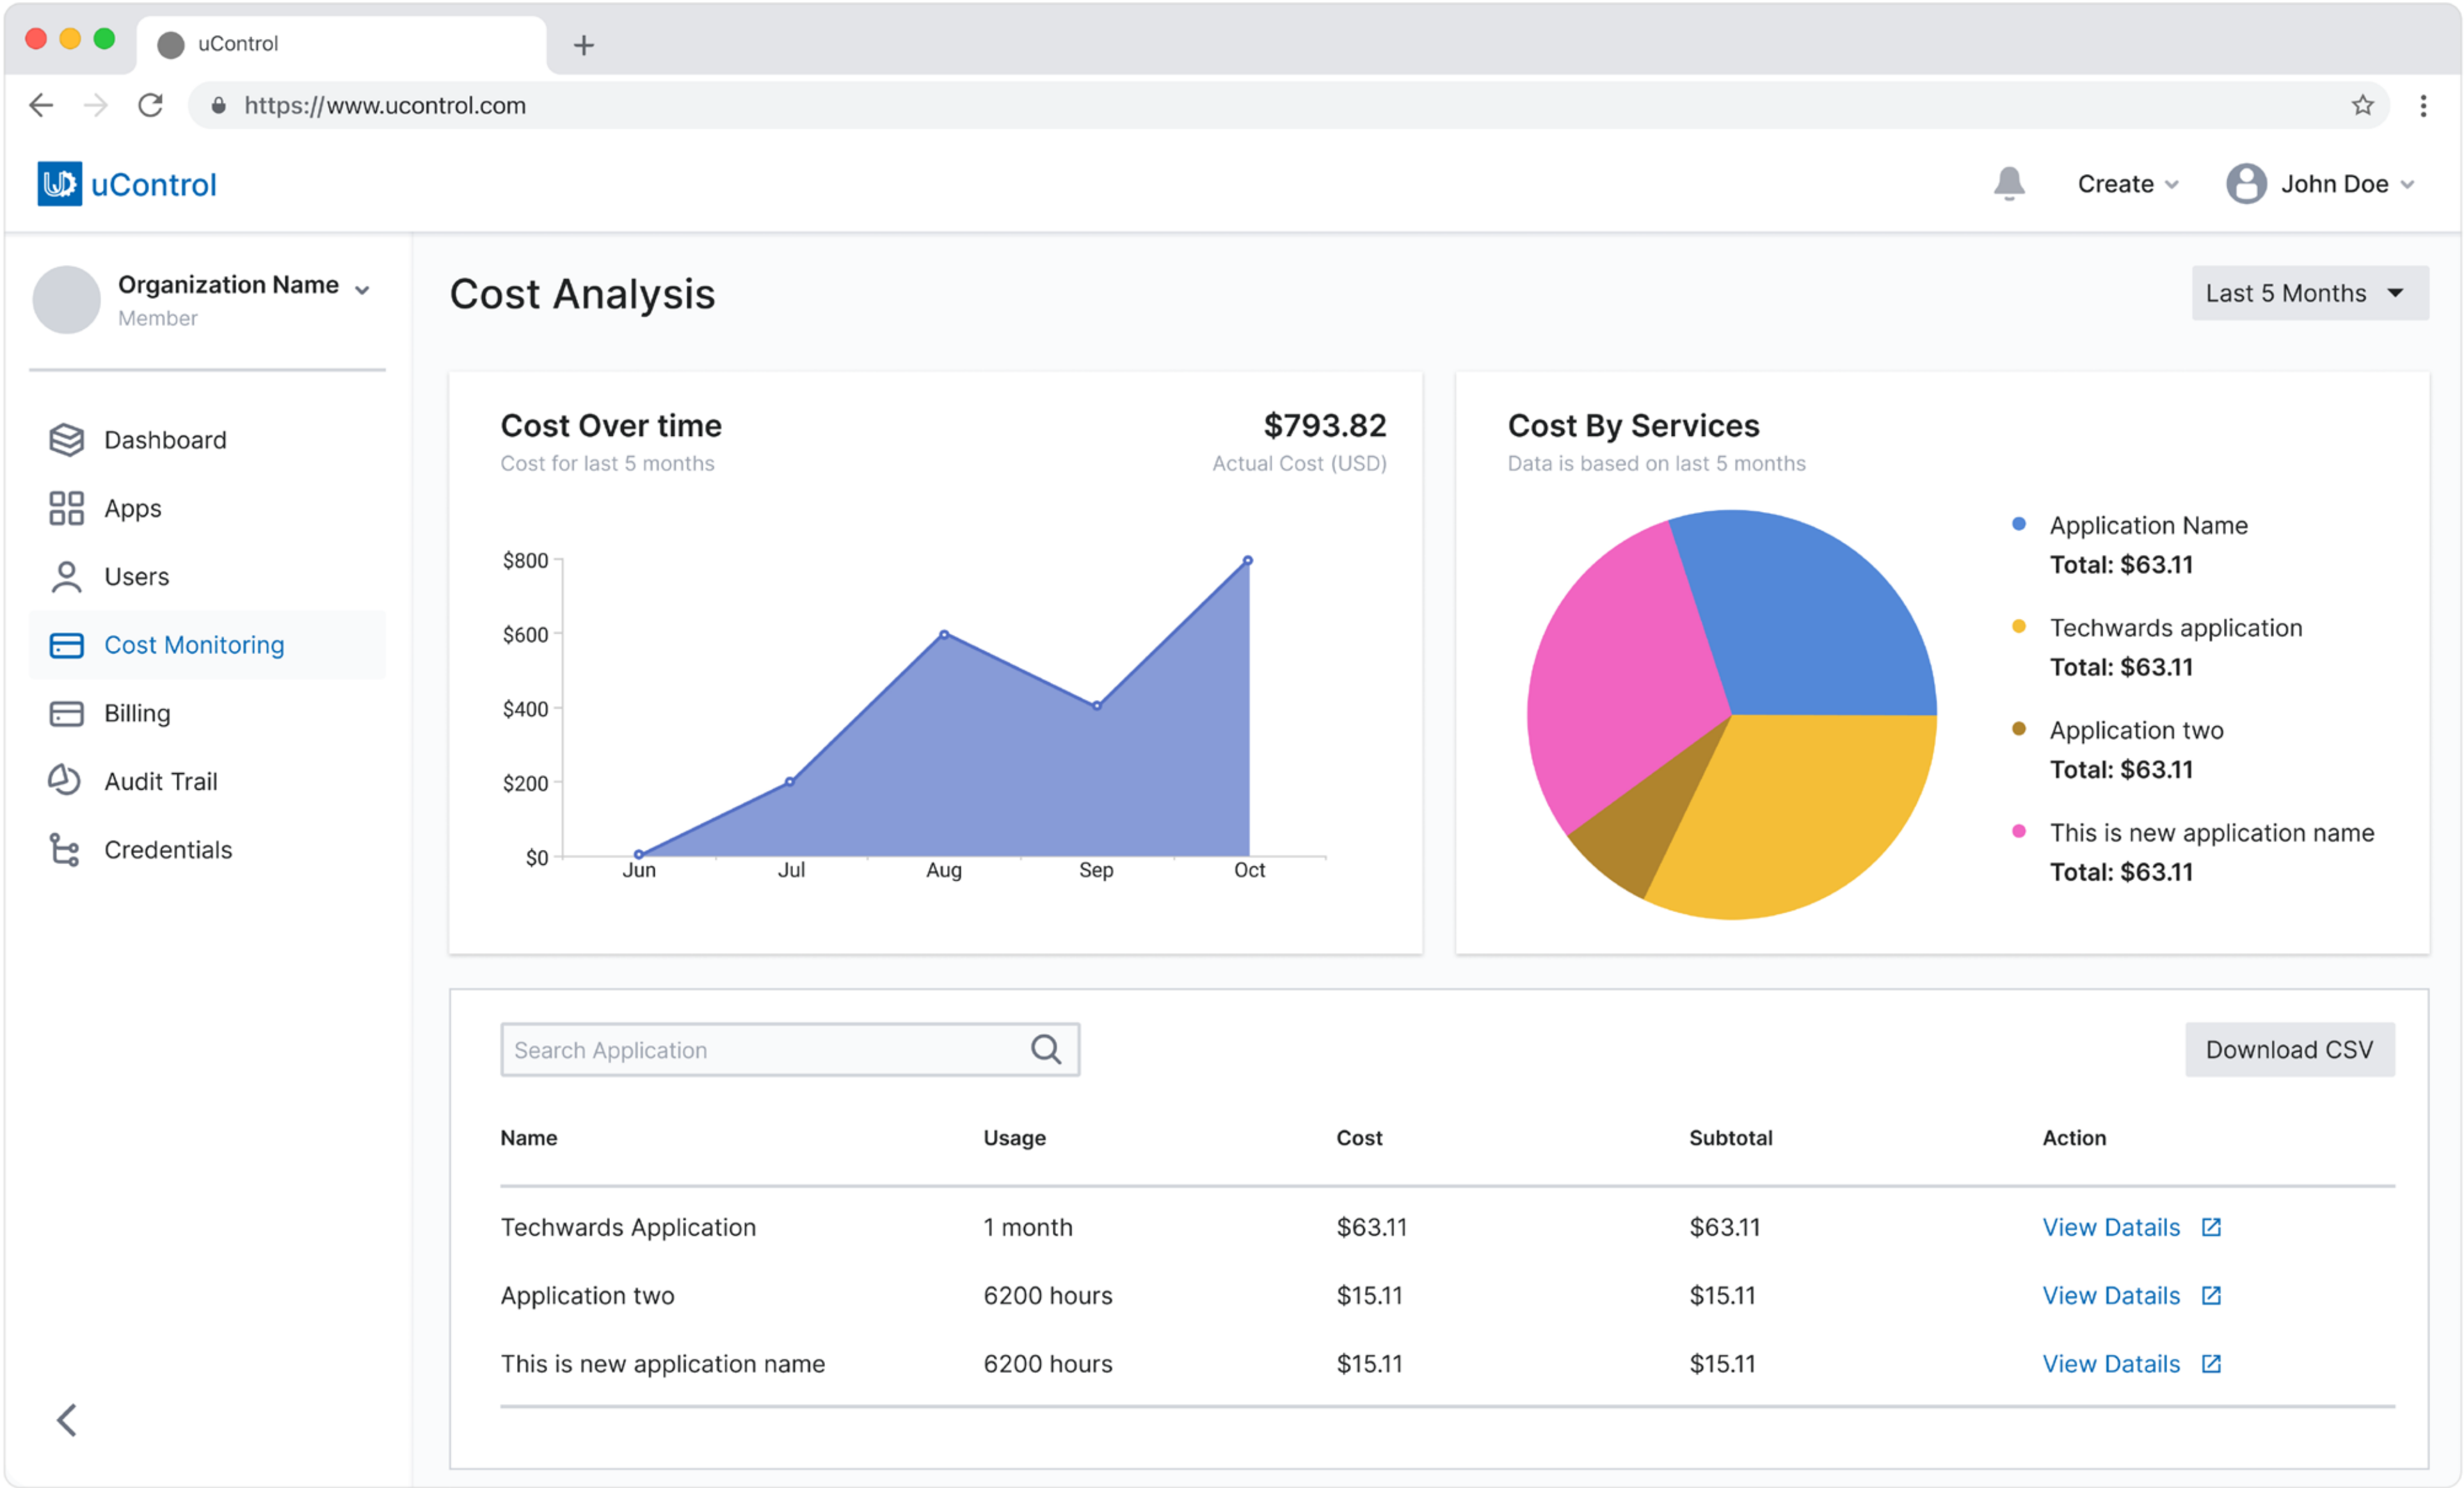 uControl
https://www.ucontrol.com
uControl
Create
John Doe
Organization Name
Member
Dashboard
Apps
Users
Cost Monitoring
Billing
Audit Trail
Credentials
Cost Analysis
Last 5 Months
Cost Over time
$793.82
Cost for last 5 months
Actual Cost (USD)
$800
$600
$400
$200
$0
Jun Jul Aug Sep Oct
Cost By Services
Data is based on last 5 months
Application Name
Total: $63.11
Techwards application
Total: $63.11
Application two
Total: $63.11
This is new application name
Total: $63.11
Search Application
Download CSV
Name Usage Cost Subtotal Action
Techwards Application 1 month $63.11 $63.11 View Datails
Application two 6200 hours $15.11 $15.11 View Datails
This is new application name 6200 hours $15.11 $15.11 View Datails